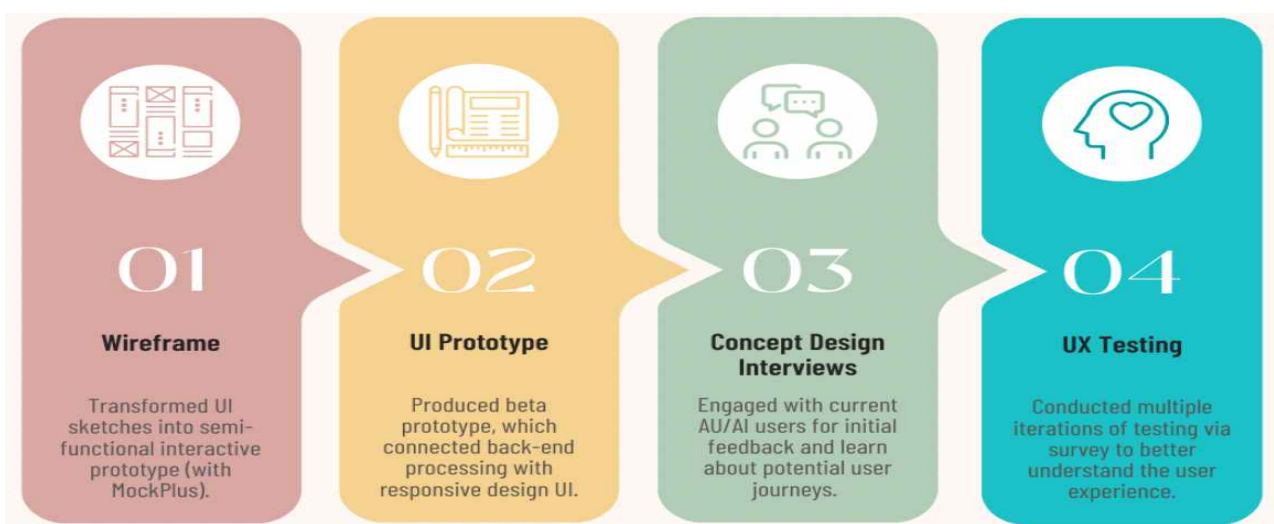 01
Wireframe
Transformed UI
sketches into semi-
functional interactive
prototype (with
MockPlus).
02
UI Prototype
Produced beta
prototype, which
connected back-end
processing with
responsive design UI.
03
Concept Design
Interviews
Engaged with current
AU/AI users for initial
feedback and learn
about potential user
journeys.
04
UX Testing
Conducted multiple
iterations of testing via
survey to better
understand the user
experience.